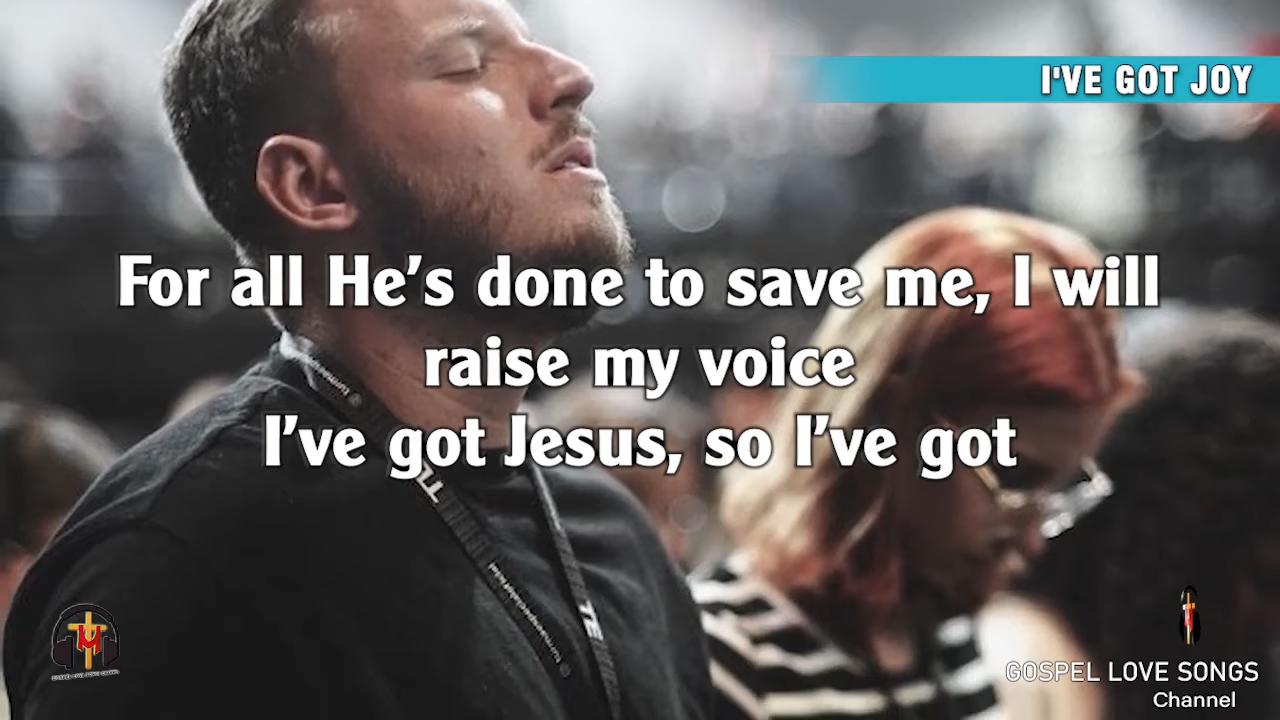 I'VE GOT JOY
For all He's done to save me, I will
raise my voice
I've got Jesus, so I've got
TE
GOSPEL LOVE SONGS
Channel